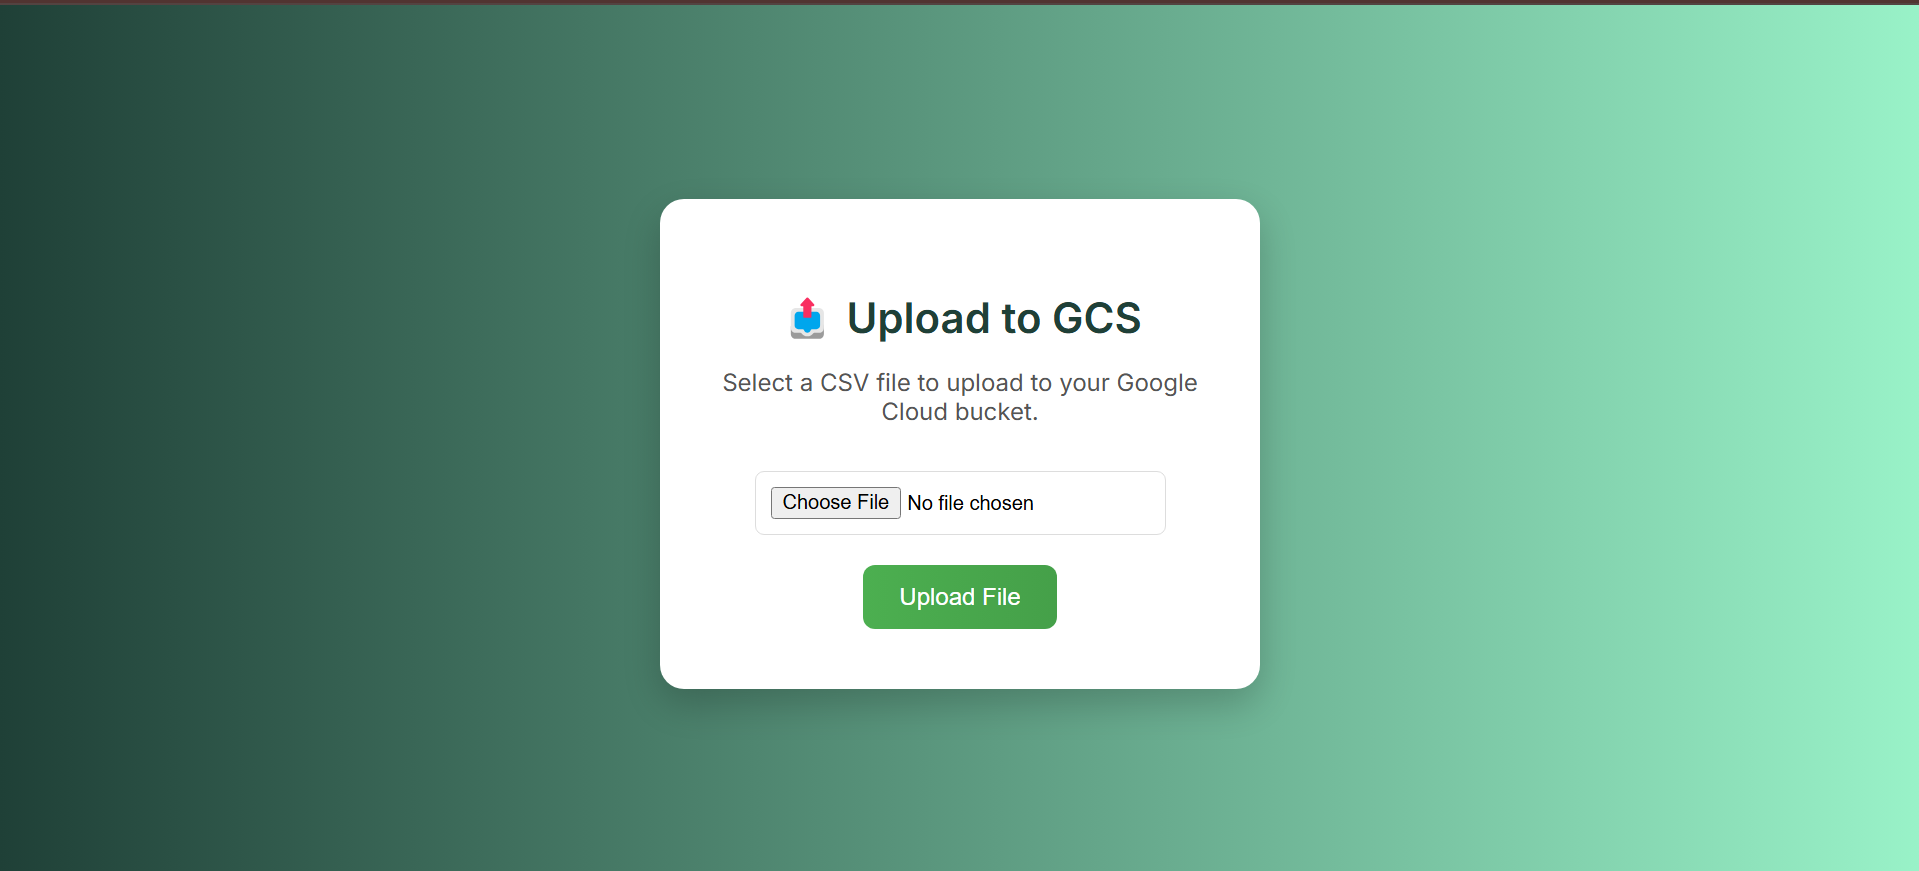 Upload to GCS
Select a CSV file to upload to your Google
Cloud bucket.
Choose File No file chosen
Upload File